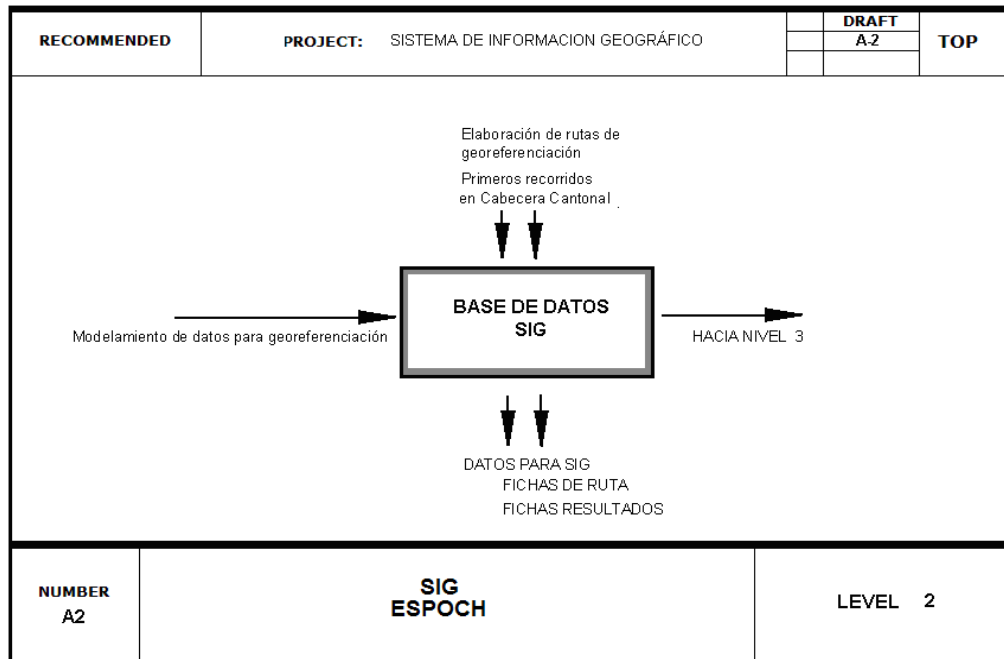 RECOMMENDED
PROJECT: SISTEMA DE INFORMACION GEOGRÁFICO
DRAFT
A-2
TOP
Elaboración de rutas de
georeferenciación
Primeros recorridos
en Cabecera Cantonal .
BASE DE DATOS
SIG
Modelamiento de datos para georeferenciación
HACIA NIVEL 3
DATOS PARA SIG
FICHAS DE RUTA
FICHAS RESULTADOS
NUMBER
A2
SIG
ESPOCH
LEVEL 2